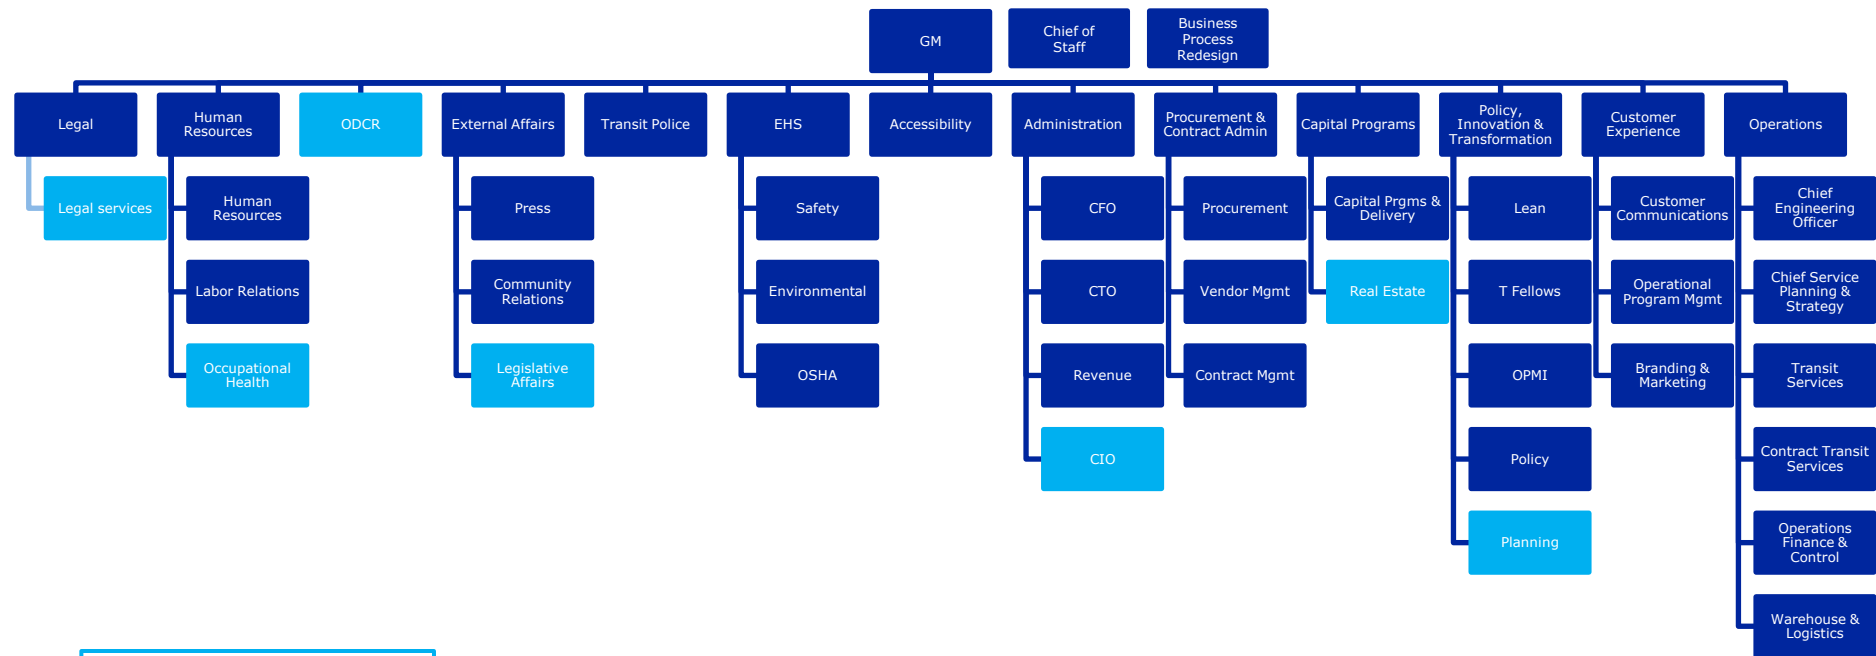 GM
Chief of
Staff
Business
Process
Redesign
Legal
Human
Resources
ODCR
External Affairs
Transit Police
EHS
Accessibility
Administration
Procurement &
Contract Admin
Capital Programs
Policy,
Innovation &
Transformation
Customer
Experience
Operations
Legal services
Human
Resources
Press
Safety
CFO
Procurement
Capital Prgms &
Delivery
Lean
Customer
Communications
Chief
Engineering
Officer
Labor Relations
Community
Relations
Environmental
CTO
Vendor Mgmt
Real Estate
T Fellows
Operational
Program Mgmt
Chief Service
Planning &
Strategy
Occupational
Health
Legislative
Affairs
OSHA
Revenue
Contract Mgmt
OPMI
Branding &
Marketing
Transit
Services
CIO
Policy
Contract Transit
Services
Planning
Operations
Finance &
Control
Warehouse &
Logistics